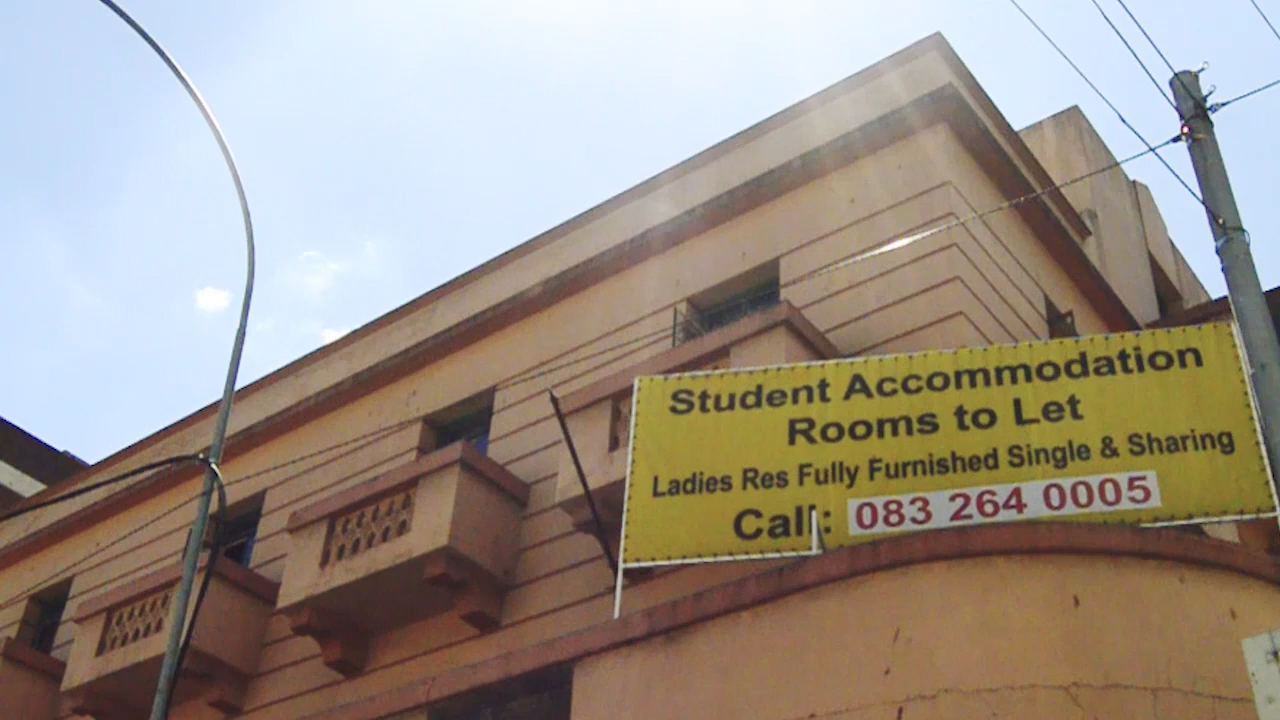 Student Accommodation
Rooms to Let
Ladies Res Fully Furnished Single & Sharing
Call: 083 264 0005